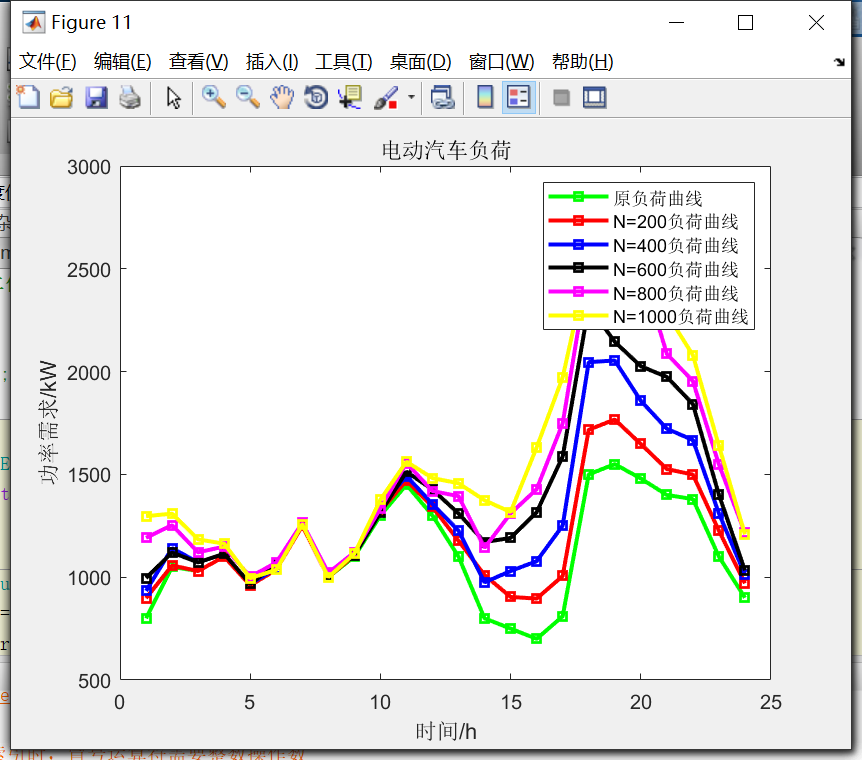 Figure 11
文件(F) 编辑(E) 查看(V) 插入(I) 工具(T) 桌面(D) 窗口(W) 帮助(H)
电动汽车负荷
3000
2500
2000
1500
1000
500
功率需求/kW
原负荷曲线
N=200负荷曲线
N=400负荷曲线
N=600负荷曲线
N=800负荷曲线
N=1000负荷曲线
0 5 10 15 20 25
时间/h